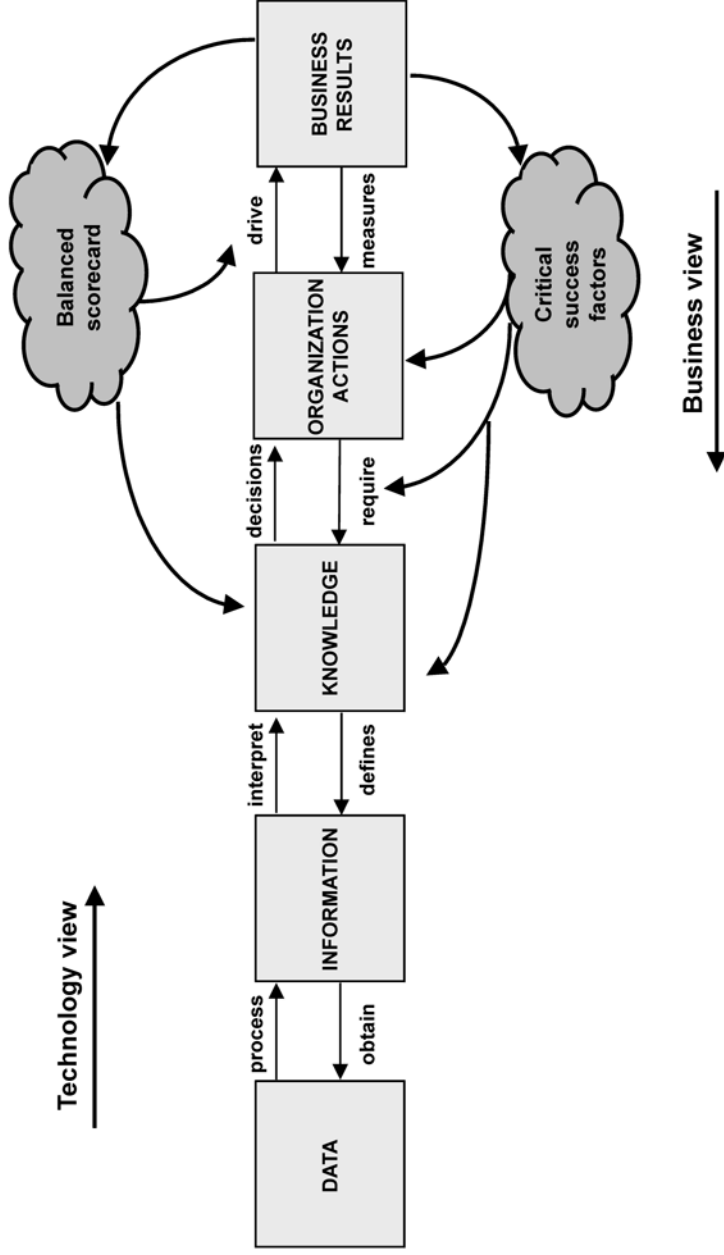 Technology view
Balanced
scorecard
process
interpret
decisions
drive
DATA
INFORMATION
KNOWLEDGE
ORGANIZATION
ACTIONS
BUSINESS
RESULTS
obtain
defines
require
measures
Critical
success
factors
Business view